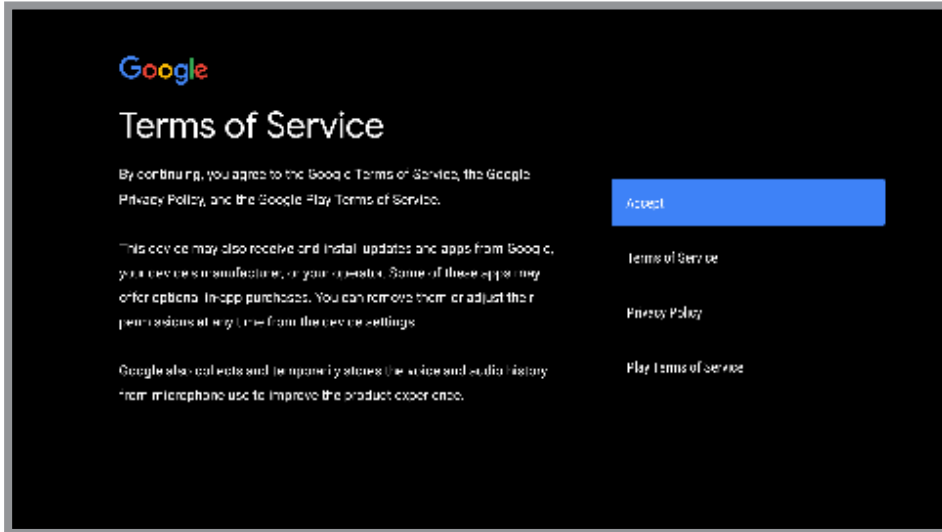 Google
Terms of Service
By continuing, you agree to the Google Terms of Service, the Google
Privacy Policy, and the Google Play Terms of Service.
This device may also receive and install updates and apps from Google,
your device's manufacturer, or your operator. Some of these apps may
offer optional in-app purchases. You can remove them or adjust their
permissions at any time from the device settings.
Google also collects and temporarily stores the voice and audio history
from microphone use to improve the product experience.
Accept
Terms of Service
Privacy Policy
Play Terms of Service